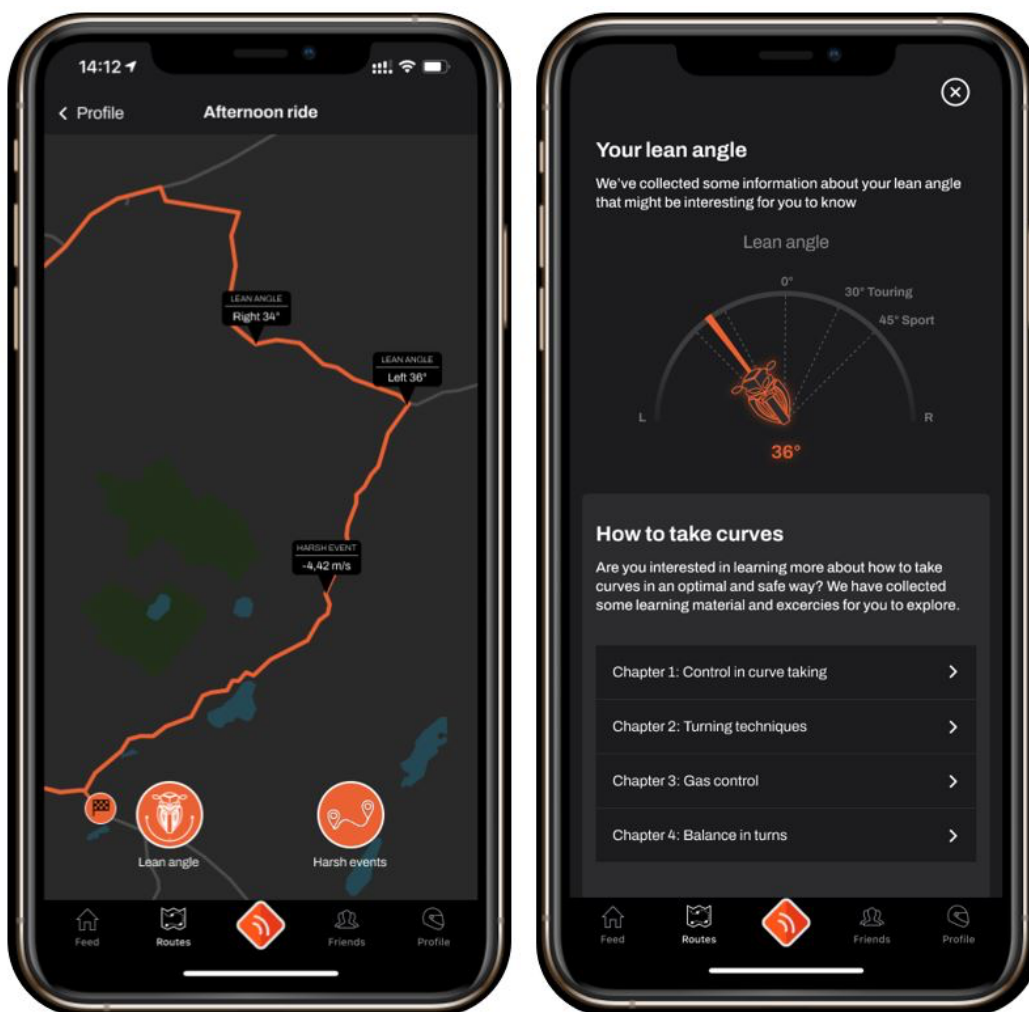 14:12
Profile
Afternoon ride
LEAN ANGLE
Right 34°
LEAN ANGLE
Left 36°
HARSH EVENT
-4,42 m/s
Lean angle
Harsh events
Feed
Routes
Friends
Profile
Your lean angle
We've collected some information about your lean angle
that might be interesting for you to know
Lean angle
0°
30° Touring
45° Sport
L
R
36°
How to take curves
Are you interested in learning more about how to take
curves in an optimal and safe way? We have collected
some learning material and excercies for you to explore.
Chapter 1: Control in curve taking
Chapter 2: Turning techniques
Chapter 3: Gas control
Chapter 4: Balance in turns
Feed
Routes
Friends
Profile